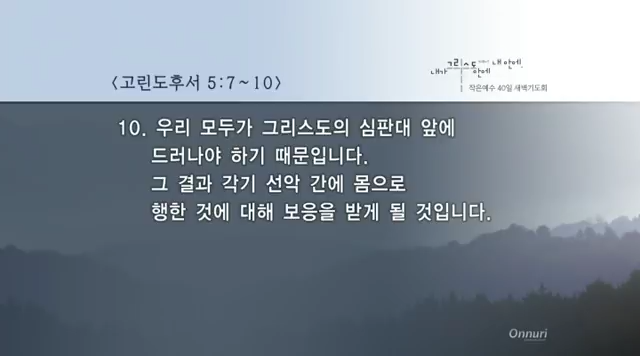 <고린도후서 5:7~10>
내가 그리스도 안에 내 안에
작은예수 40일 새벽기도회
10. 우리 모두가 그리스도의 심판대 앞에
드러나야 하기 때문입니다.
그 결과 각기 선악 간에 몸으로
행한 것에 대해 보응을 받게 될 것입니다.
Onnuri